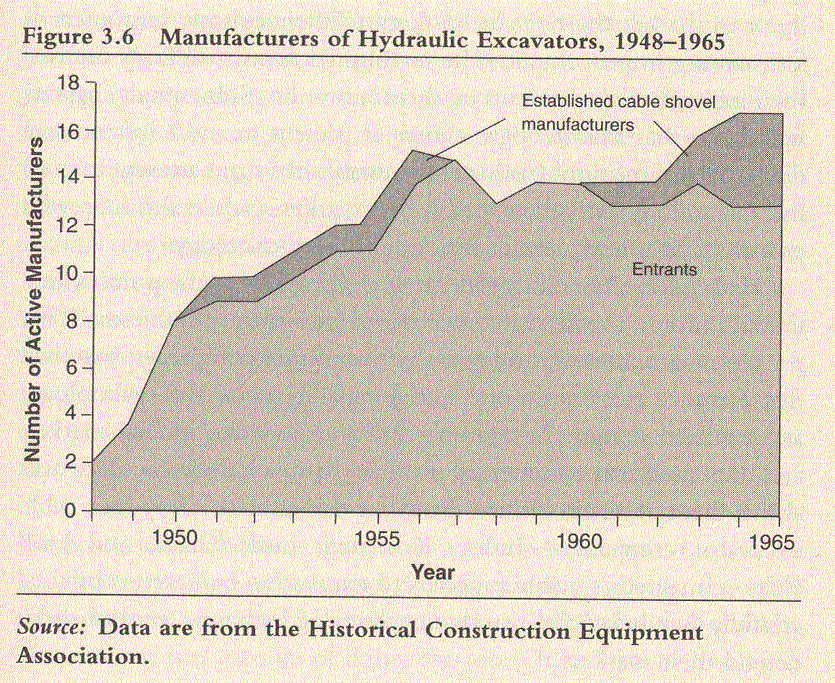 Figure 3.6 Manufacturers of Hydraulic Excavators, 1948–1965
18
16
14
12
10
8
6
4
2
0
Number of Active Manufacturers
Established cable shovel
manufacturers
Entrants
1950
1955
1960
1965
Year
Source: Data are from the Historical Construction Equipment
Association.